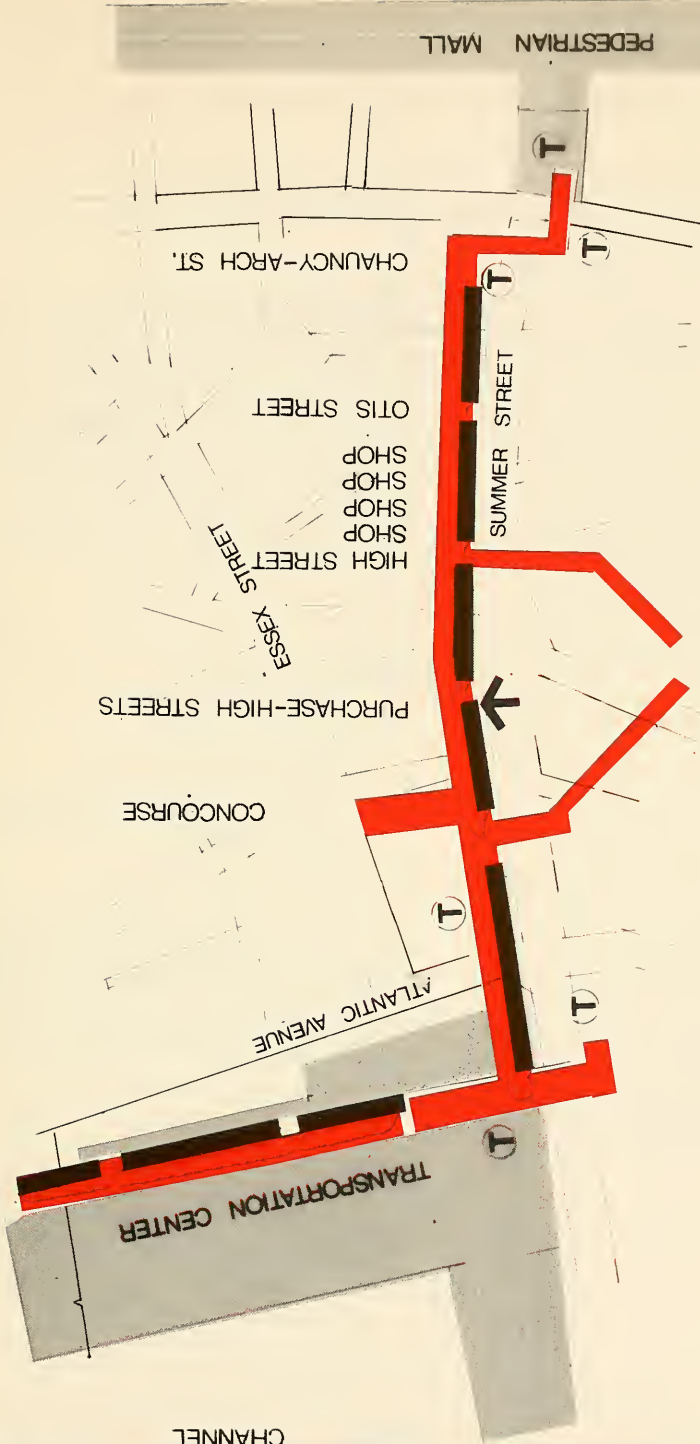 PEDESTRIAN MALL
T
T
CHAUNCY-ARCH ST.
T
OTIS STREET
SHOP
SHOP
SHOP
SHOP
SUMMER STREET
HIGH STREET
ESSEX STREET
PURCHASE-HIGH STREETS
CONCOURSE
T
ATLANTIC AVENUE
T
T
TRANSPORTATION CENTER
CHANNEL